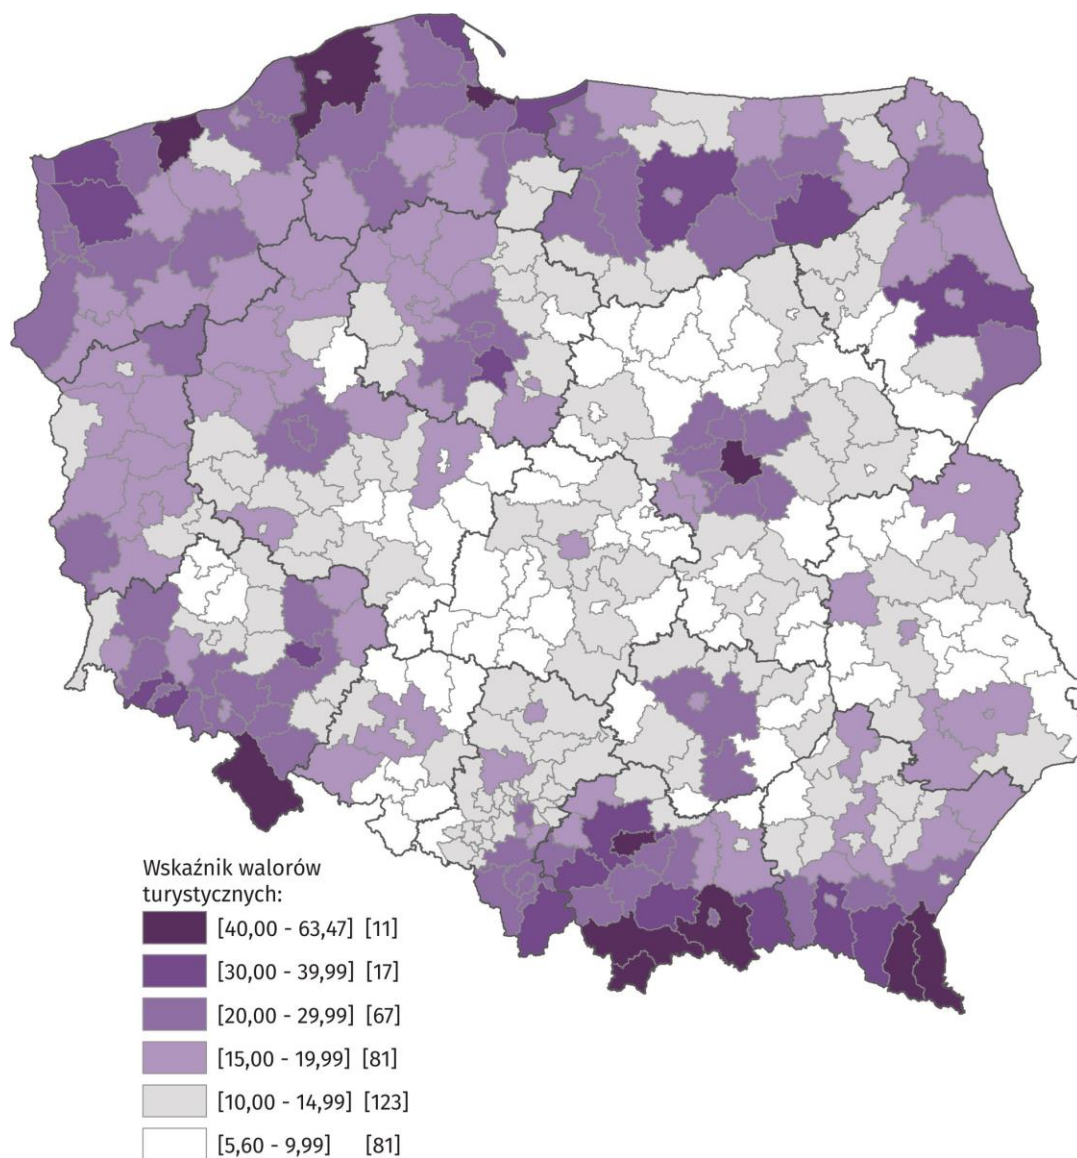 Wskaźnik walorów
turystycznych:
[40,00 - 63,47] [11]
[30,00 - 39,99] [17]
[20,00 - 29,99] [67]
[15,00 - 19,99] [81]
[10,00 - 14,99] [123]
[5,60 - 9,99] [81]